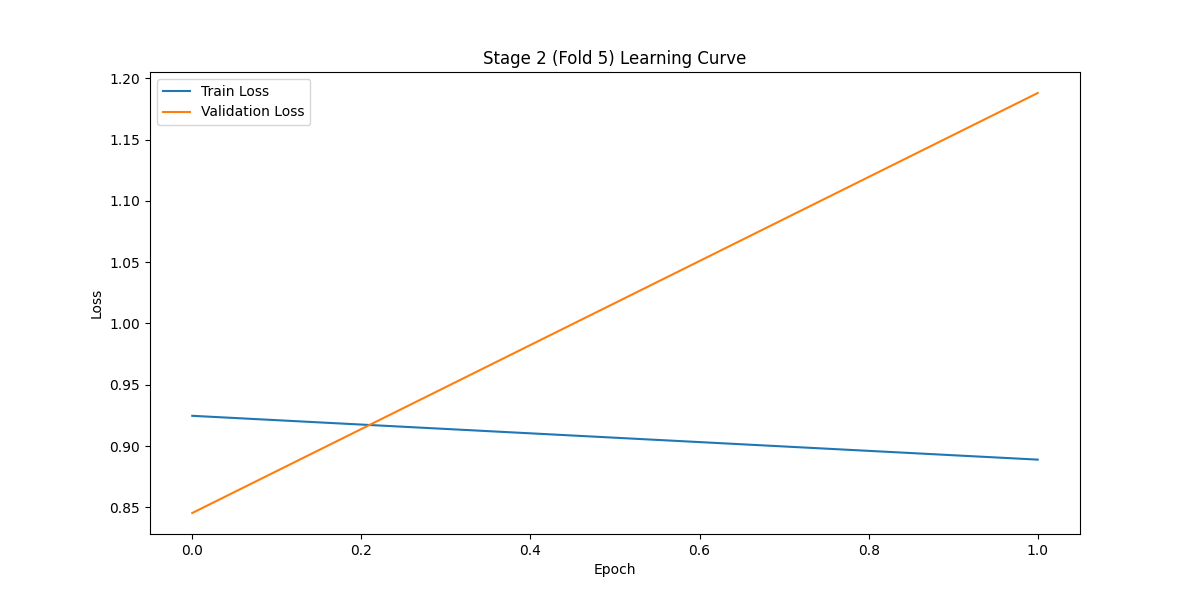 Stage 2 (Fold 5) Learning Curve
Train Loss
Validation Loss
1.20
1.15
1.10
1.05
1.00
0.95
0.90
0.85
Loss
0.0 0.2 0.4 0.6 0.8 1.0
Epoch